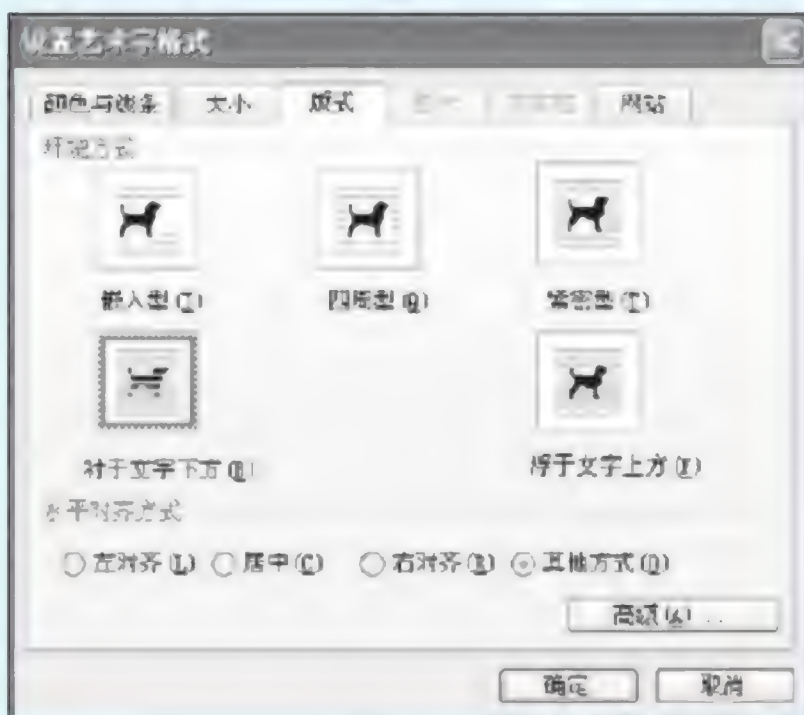 设置艺术字格式
颜色与线条 大小 版式 网站
环绕方式
嵌入型(I) 四周型(Q) 紧密型(T)
衬于文字下方(B) 浮于文字上方(F)
水平对齐方式
左对齐(L) 居中(C) 右对齐(R) 其他方式(O)
高级(A)...
确定 取消